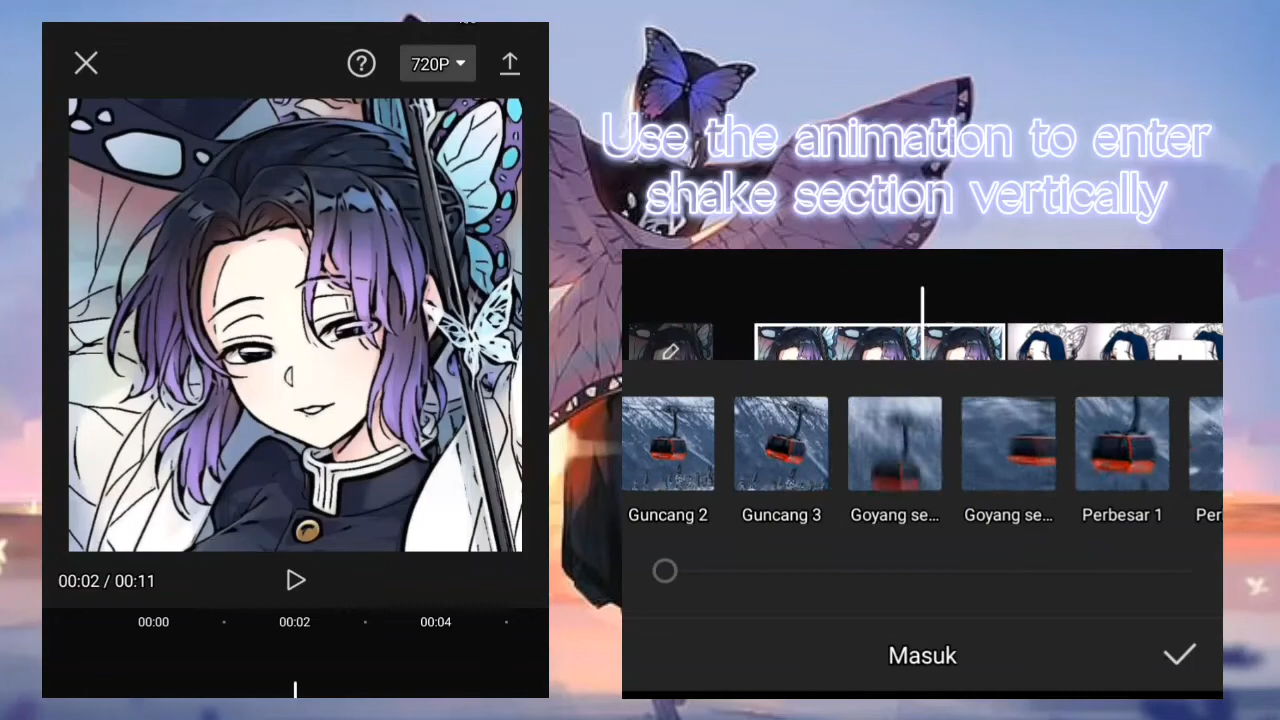 720P
00:02 / 00:11
00:00
00:02
00:04
Use the animation to enter
shake section vertically
Guncang 2
Guncang 3
Goyang se...
Goyang se...
Perbesar 1
Per
Masuk